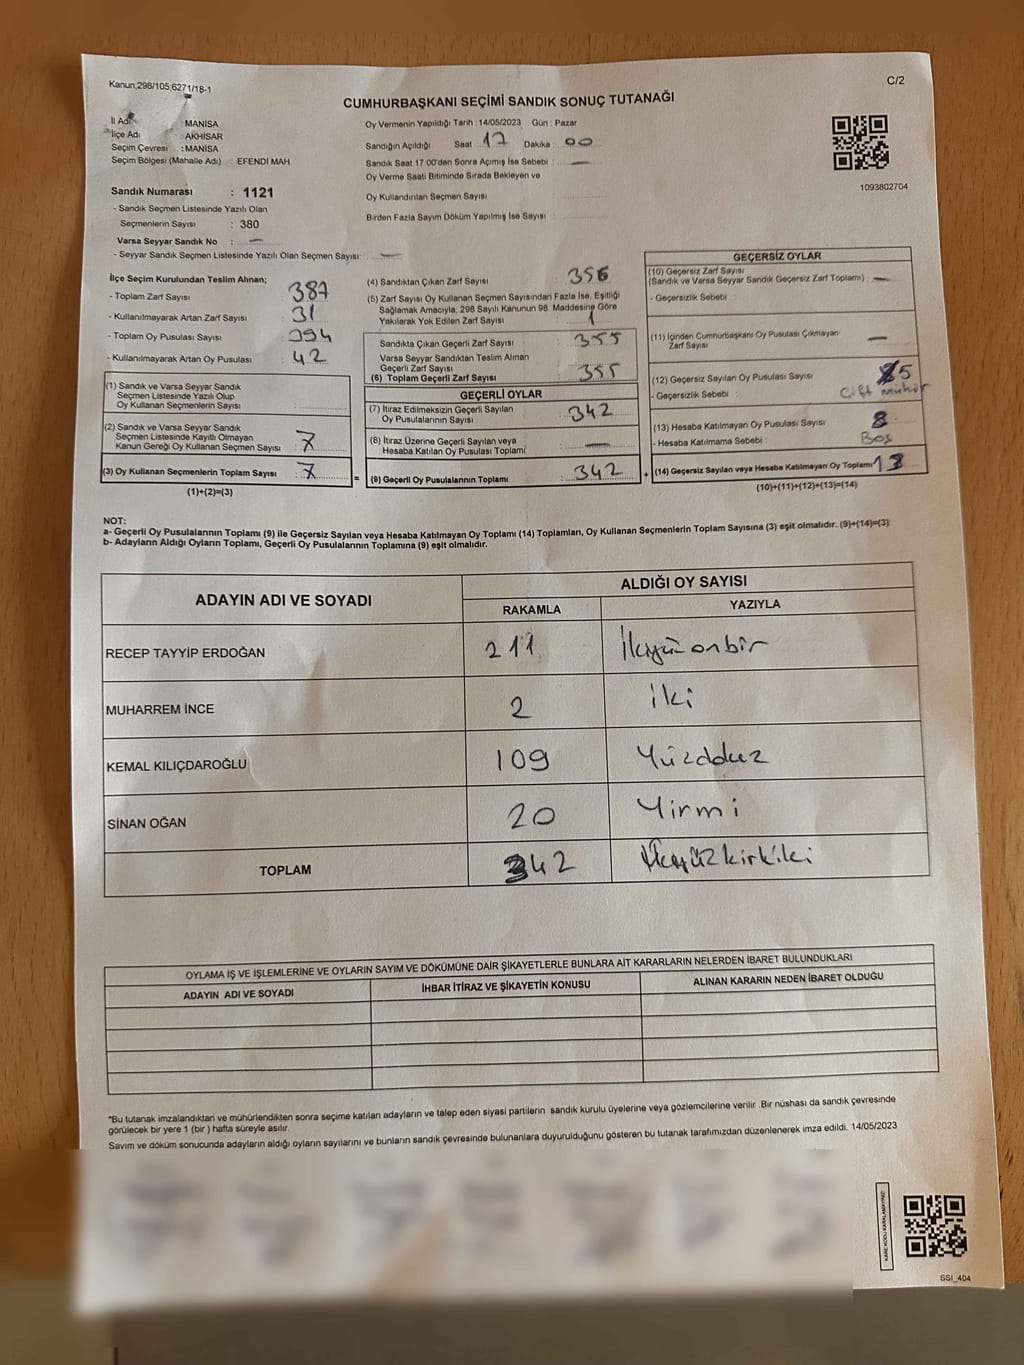 Kanun;298/105,6271/18-1
C/2
CUMHURBAŞKANI SEÇİMİ SANDIK SONUÇ TUTANAĞI
İl Adı : MANİSA
İlçe Adı : AKHİSAR
Seçim Çevresi : MANİSA
Seçim Bölgesi (Mahalle Adı) : EFENDİ MAH
Sandık Numarası : 1121
- Sandık Seçmen Listesinde Yazılı Olan
Seçmenlerin Sayısı : 380
Varsa Seyyar Sandık No : —
- Seyyar Sandık Seçmen Listesinde Yazılı Olan Seçmen Sayısı: —
Oy Vermenin Yapıldığı Tarih :14/05/2023 Gün : Pazar
Sandığın Açıldığı Saat 17 Dakika 00
Sandık Saat 17:00'den Sonra Açımış İse Sebebi : —
Oy Verme Saati Bitiminde Sırada Bekleyen ve
Oy Kullandırılan Seçmen Sayısı
Birden Fazla Sayım Döküm Yapılmış İse Sayısı
1093802704
İlçe Seçim Kurulundan Teslim Alınan;
- Toplam Zarf Sayısı : 387
- Kullanılmayarak Artan Zarf Sayısı : 31
- Toplam Oy Pusulası Sayısı : 394
- Kullanılmayarak Artan Oy Pusulası : 42
(1) Sandık ve Varsa Seyyar Sandık
Seçmen Listesinde Yazılı Olup
Oy Kullanan Seçmenlerin Sayısı :
(2) Sandık ve Varsa Seyyar Sandık
Seçmen Listesinde Kayıtlı Olmayan
Kanun Gereği Oy Kullanan Seçmen Sayısı : 7
(3) Oy Kullanan Seçmenlerin Toplam Sayısı : 7
(1)+(2)=(3)
(4) Sandıktan Çıkan Zarf Sayısı : 356
(5) Zarf Sayısı Oy Kullanan Seçmen Sayısından Fazla İse, Eşitliği
Sağlamak Amacıyla; 298 Sayılı Kanunun 98. Maddesine Göre
Yakılarak Yok Edilen Zarf Sayısı : 1
Sandıkta Çıkan Geçerli Zarf Sayısı : 355
Varsa Seyyar Sandıktan Teslim Alınan
Geçerli Zarf Sayısı
(6) Toplam Geçerli Zarf Sayısı : 355
GEÇERLİ OYLAR
(7) İtiraz Edilmeksizin Geçerli Sayılan
Oy Pusulalarının Sayısı : 342
(8) İtiraz Üzerine Geçerli Sayılan veya
Hesaba Katılan Oy Pusulası Toplamı : —
= (9) Geçerli Oy Pusulalarının Toplamı : 342 +
GEÇERSİZ OYLAR
(10) Geçersiz Zarf Sayısı
(Sandık ve Varsa Seyyar Sandık Geçersiz Zarf Toplamı) : —
- Geçersizlik Sebebi :
(11) İçinden Cumhurbaşkanı Oy Pusulası Çıkmayan
Zarf Sayısı : —
(12) Geçersiz Sayılan Oy Pusulası Sayısı : 5
- Geçersizlik Sebebi : Çift mühür
(13) Hesaba Katılmayan Oy Pusulası Sayısı : 8
- Hesaba Katılmama Sebebi : Boş
(14) Geçersiz Sayılan veya Hesaba Katılmayan Oy Toplamı: 13
(10)+(11)+(12)+(13)=(14)
NOT:
a- Geçerli Oy Pusulalarının Toplamı (9) ile Geçersiz Sayılan veya Hesaba Katılmayan Oy Toplamı (14) Toplamları, Oy Kullanan Seçmenlerin Toplam Sayısına (3) eşit olmalıdır. (9)+(14)=(3)
b- Adayların Aldığı Oyların Toplamı, Geçerli Oy Pusulalarının Toplamına (9) eşit olmalıdır.
ADAYIN ADI VE SOYADI
ALDIĞI OY SAYISI
RAKAMLA YAZIYLA
RECEP TAYYİP ERDOĞAN 211 İkiyüz onbir
MUHARREM İNCE 2 iki
KEMAL KILIÇDAROĞLU 109 Yüzdokuz
SİNAN OĞAN 20 Yirmi
TOPLAM 342 Üçyüzkırkiki
OYLAMA İŞ VE İŞLEMLERİNE VE OYLARIN SAYIM VE DÖKÜMÜNE DAİR ŞİKAYETLERLE BUNLARA AİT KARARLARIN NELERDEN İBARET BULUNDUKLARI
ADAYIN ADI VE SOYADI İHBAR İTİRAZ VE ŞİKAYETİN KONUSU ALINAN KARARIN NEDEN İBARET OLDUĞU
*Bu tutanak imzalandıktan ve mühürlendikten sonra seçime katılan adayların ve talep eden siyasi partilerin sandık kurulu üyelerine veya gözlemcilerine verilir .Bir nüshası da sandık çevresinde
görülecek bir yere 1 (bir ) hafta süreyle asılır.
Sayım ve döküm sonucunda adayların aldığı oyların sayılarını ve bunların sandık çevresinde bulunanlara duyurulduğunu gösteren bu tutanak tarafımızdan düzenlenerek imza edildi. 14/05/2023
KARE KODU KARALAMAYINIZ!
SSI_404